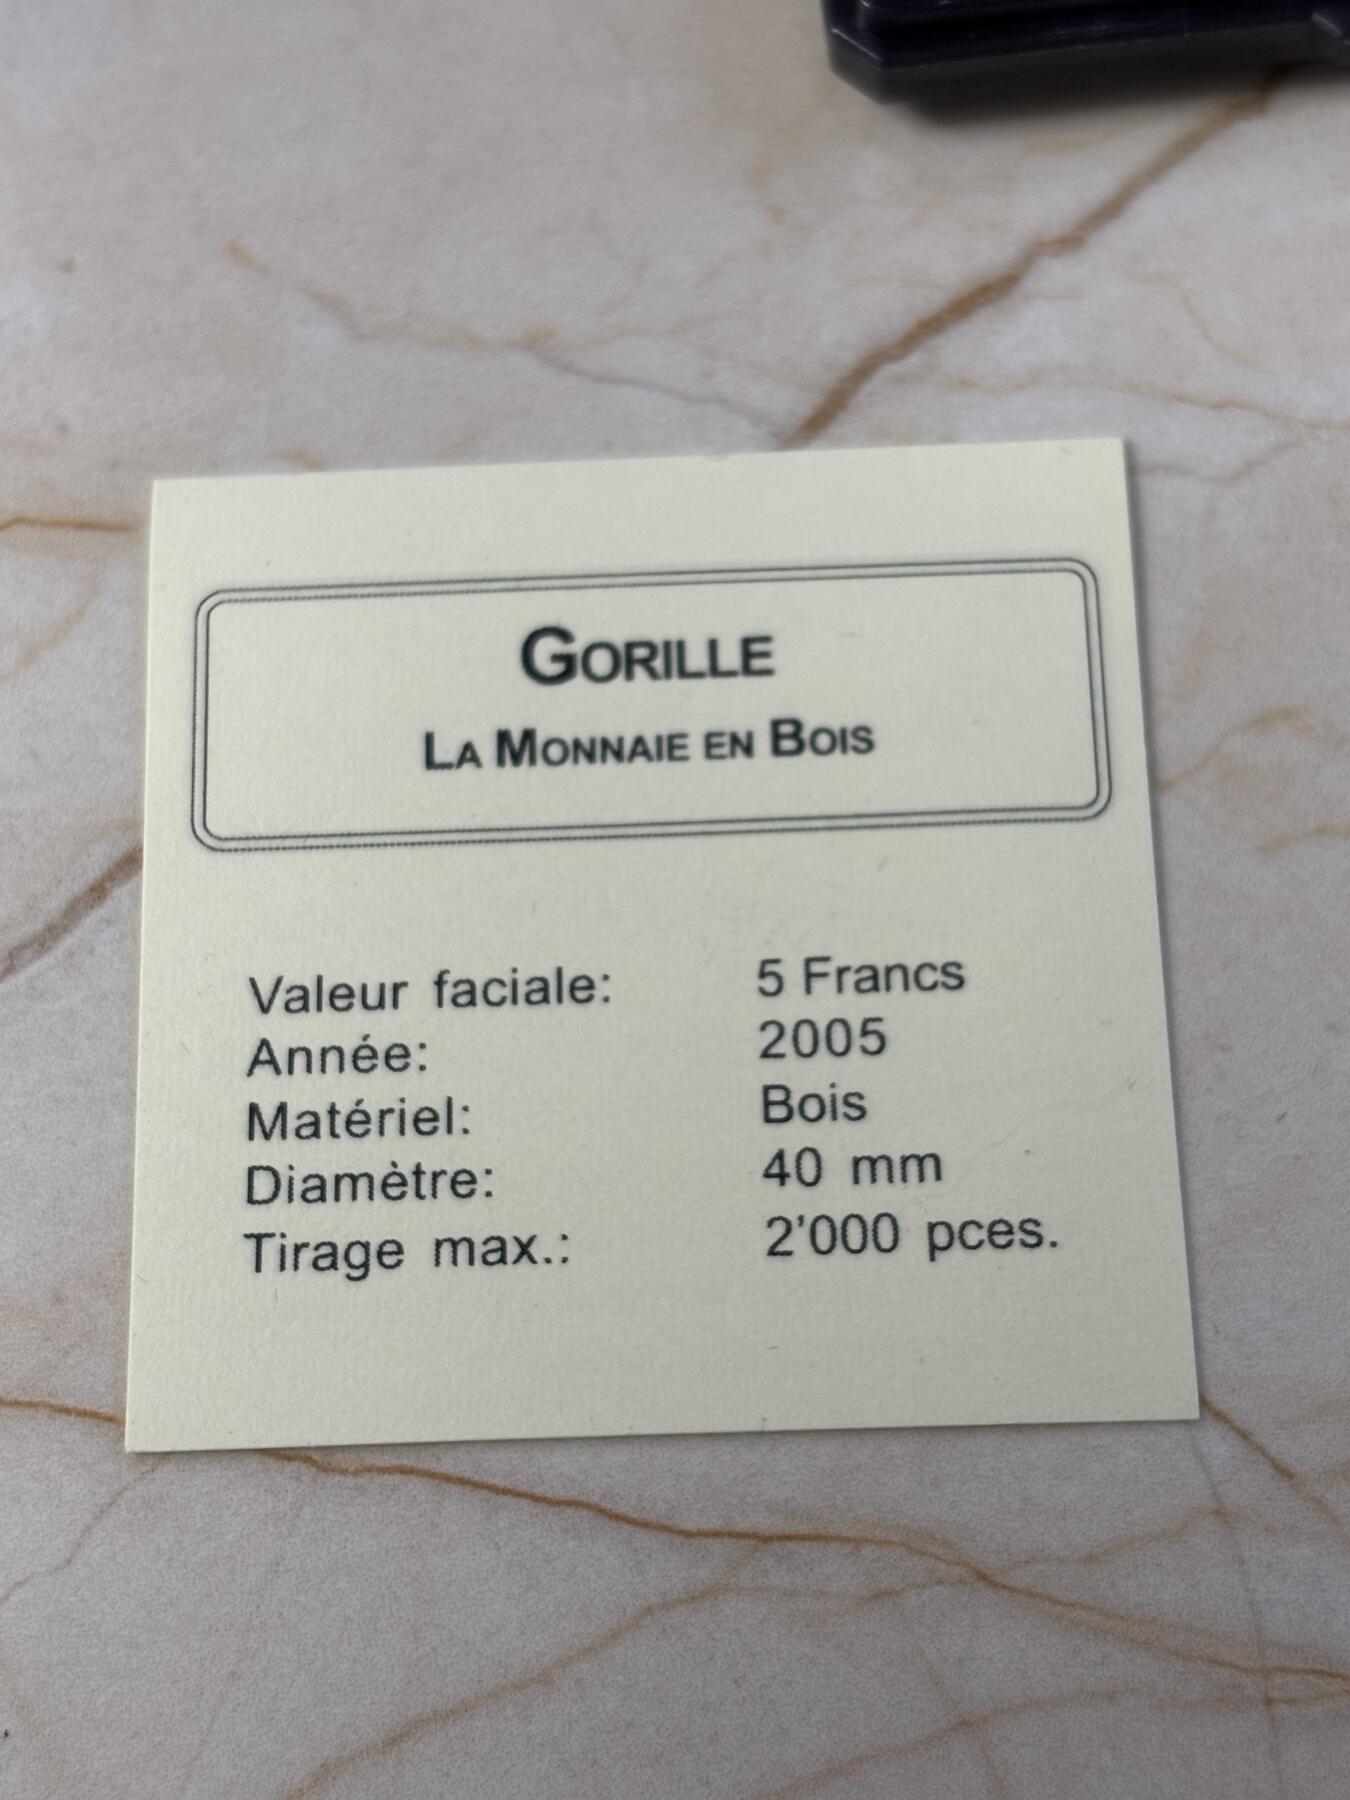 GORILLE
LA MONNAIE EN BOIS
Valeur faciale: 5 Francs
Année: 2005
Matériel: Bois
Diamètre: 40 mm
Tirage max.: 2'000 pces.